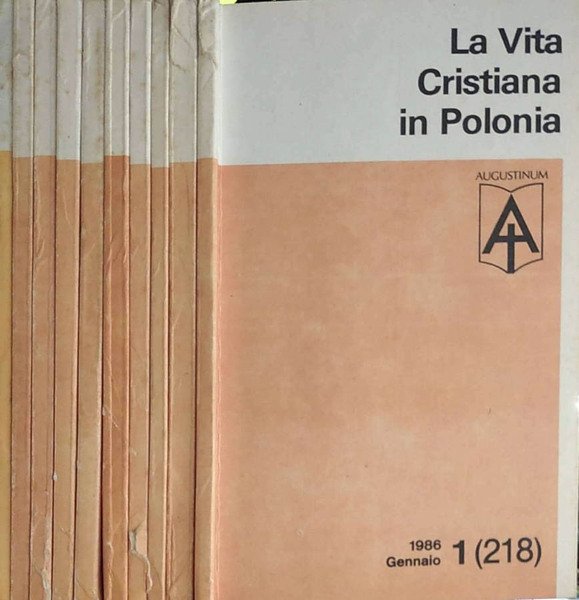 La Vita
Cristiana
in Polonia
AUGUSTINUM
1986
Gennaio 1 (218)